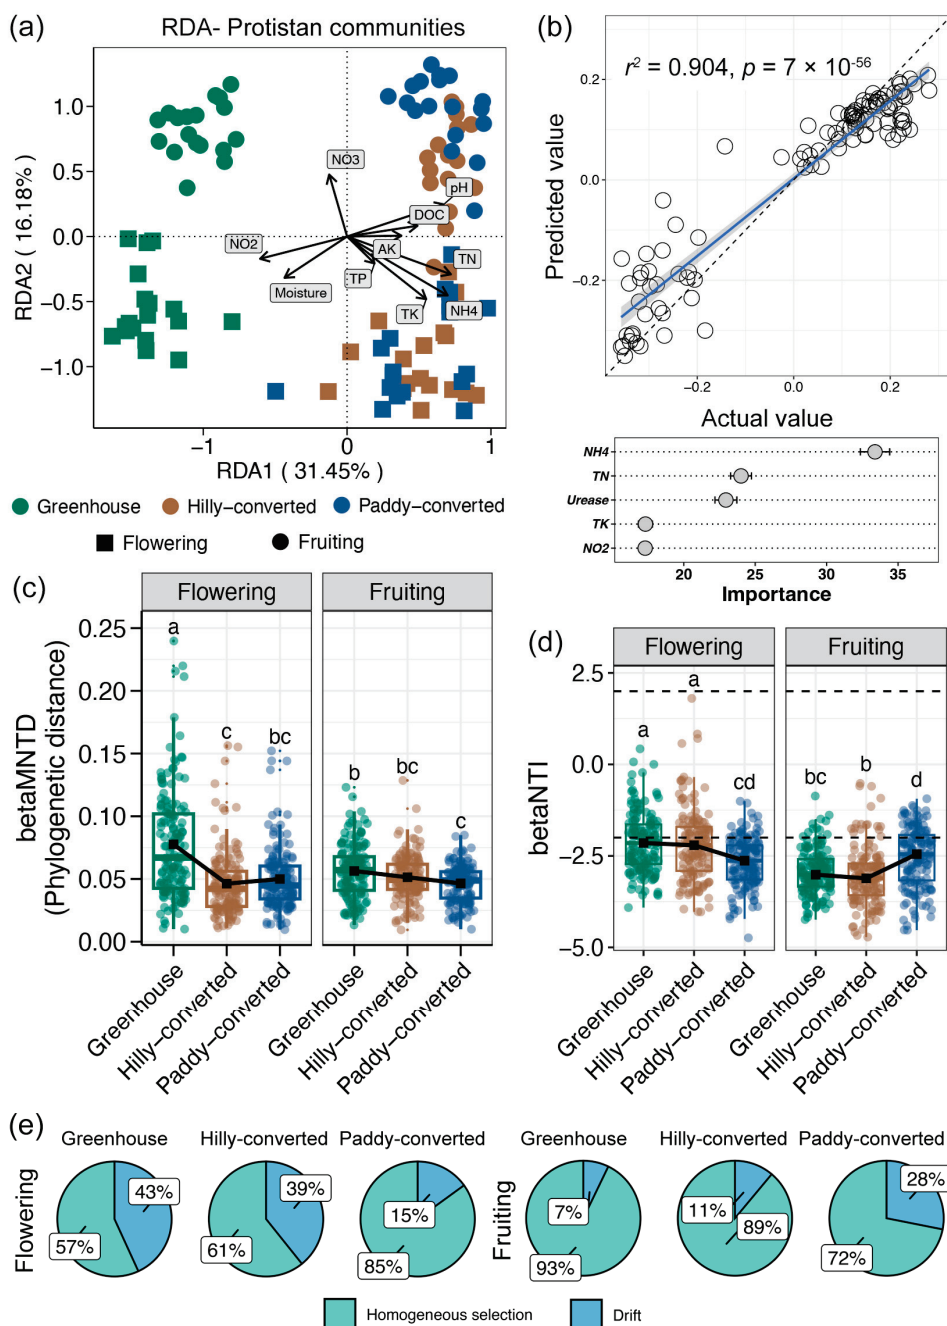 (a)
RDA- Protistan communities
RDA2 ( 16.18%)
1.0
0.5
0.0
−0.5
−1.0
NO3
pH
DOC
NO2
AK
TN
TP
Moisture
TK
NH4
−1
0
1
RDA1 ( 31.45%)
Greenhouse
Hilly−converted
Paddy−converted
Flowering
Fruiting
(b)
r² = 0.904, p = 7 × 10⁻⁵⁶
Predicted value
0.2
0.0
−0.2
−0.2
0.0
0.2
Actual value
NH4
TN
Urease
TK
NO2
20
25
30
35
Importance
(c)
Flowering
Fruiting
betaMNTD
(Phylogenetic distance)
0.25
0.20
0.15
0.10
0.05
0.00
a
c
bc
b
bc
c
Greenhouse
Hilly−converted
Paddy−converted
Greenhouse
Hilly−converted
Paddy−converted
(d)
Flowering
Fruiting
betaNTI
2.5
0.0
−2.5
−5.0
a
a
cd
bc
b
d
Greenhouse
Hilly−converted
Paddy−converted
Greenhouse
Hilly−converted
Paddy−converted
(e)
Greenhouse
Hilly-converted
Paddy-converted
Greenhouse
Hilly-converted
Paddy-converted
Flowering
43%
57%
39%
61%
15%
85%
Fruiting
7%
93%
11%
89%
28%
72%
Homogeneous selection
Drift